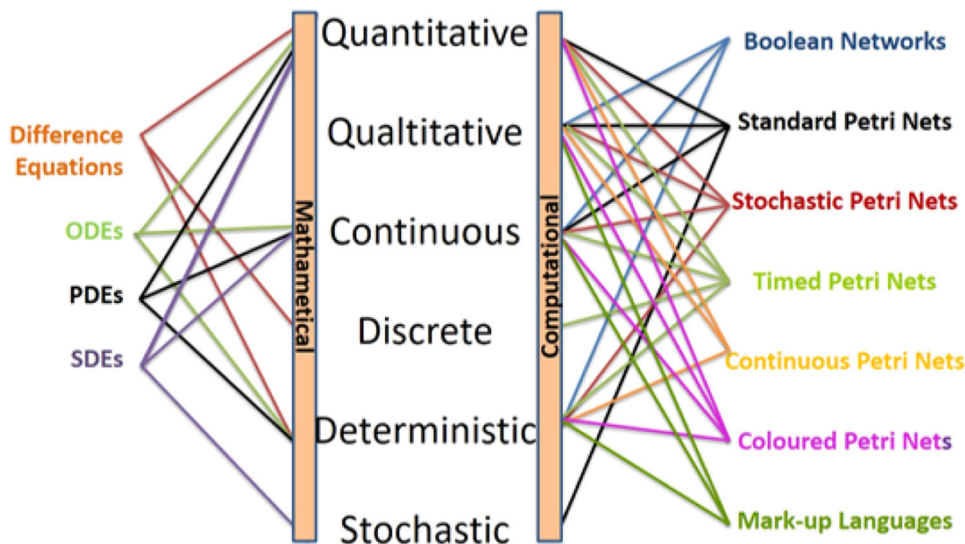 Difference
Equations
ODEs
PDEs
SDEs
Mathametical
Quantitative
Qualtitative
Continuous
Discrete
Deterministic
Stochastic
Computational
Boolean Networks
Standard Petri Nets
Stochastic Petri Nets
Timed Petri Nets
Continuous Petri Nets
Coloured Petri Nets
Mark-up Languages